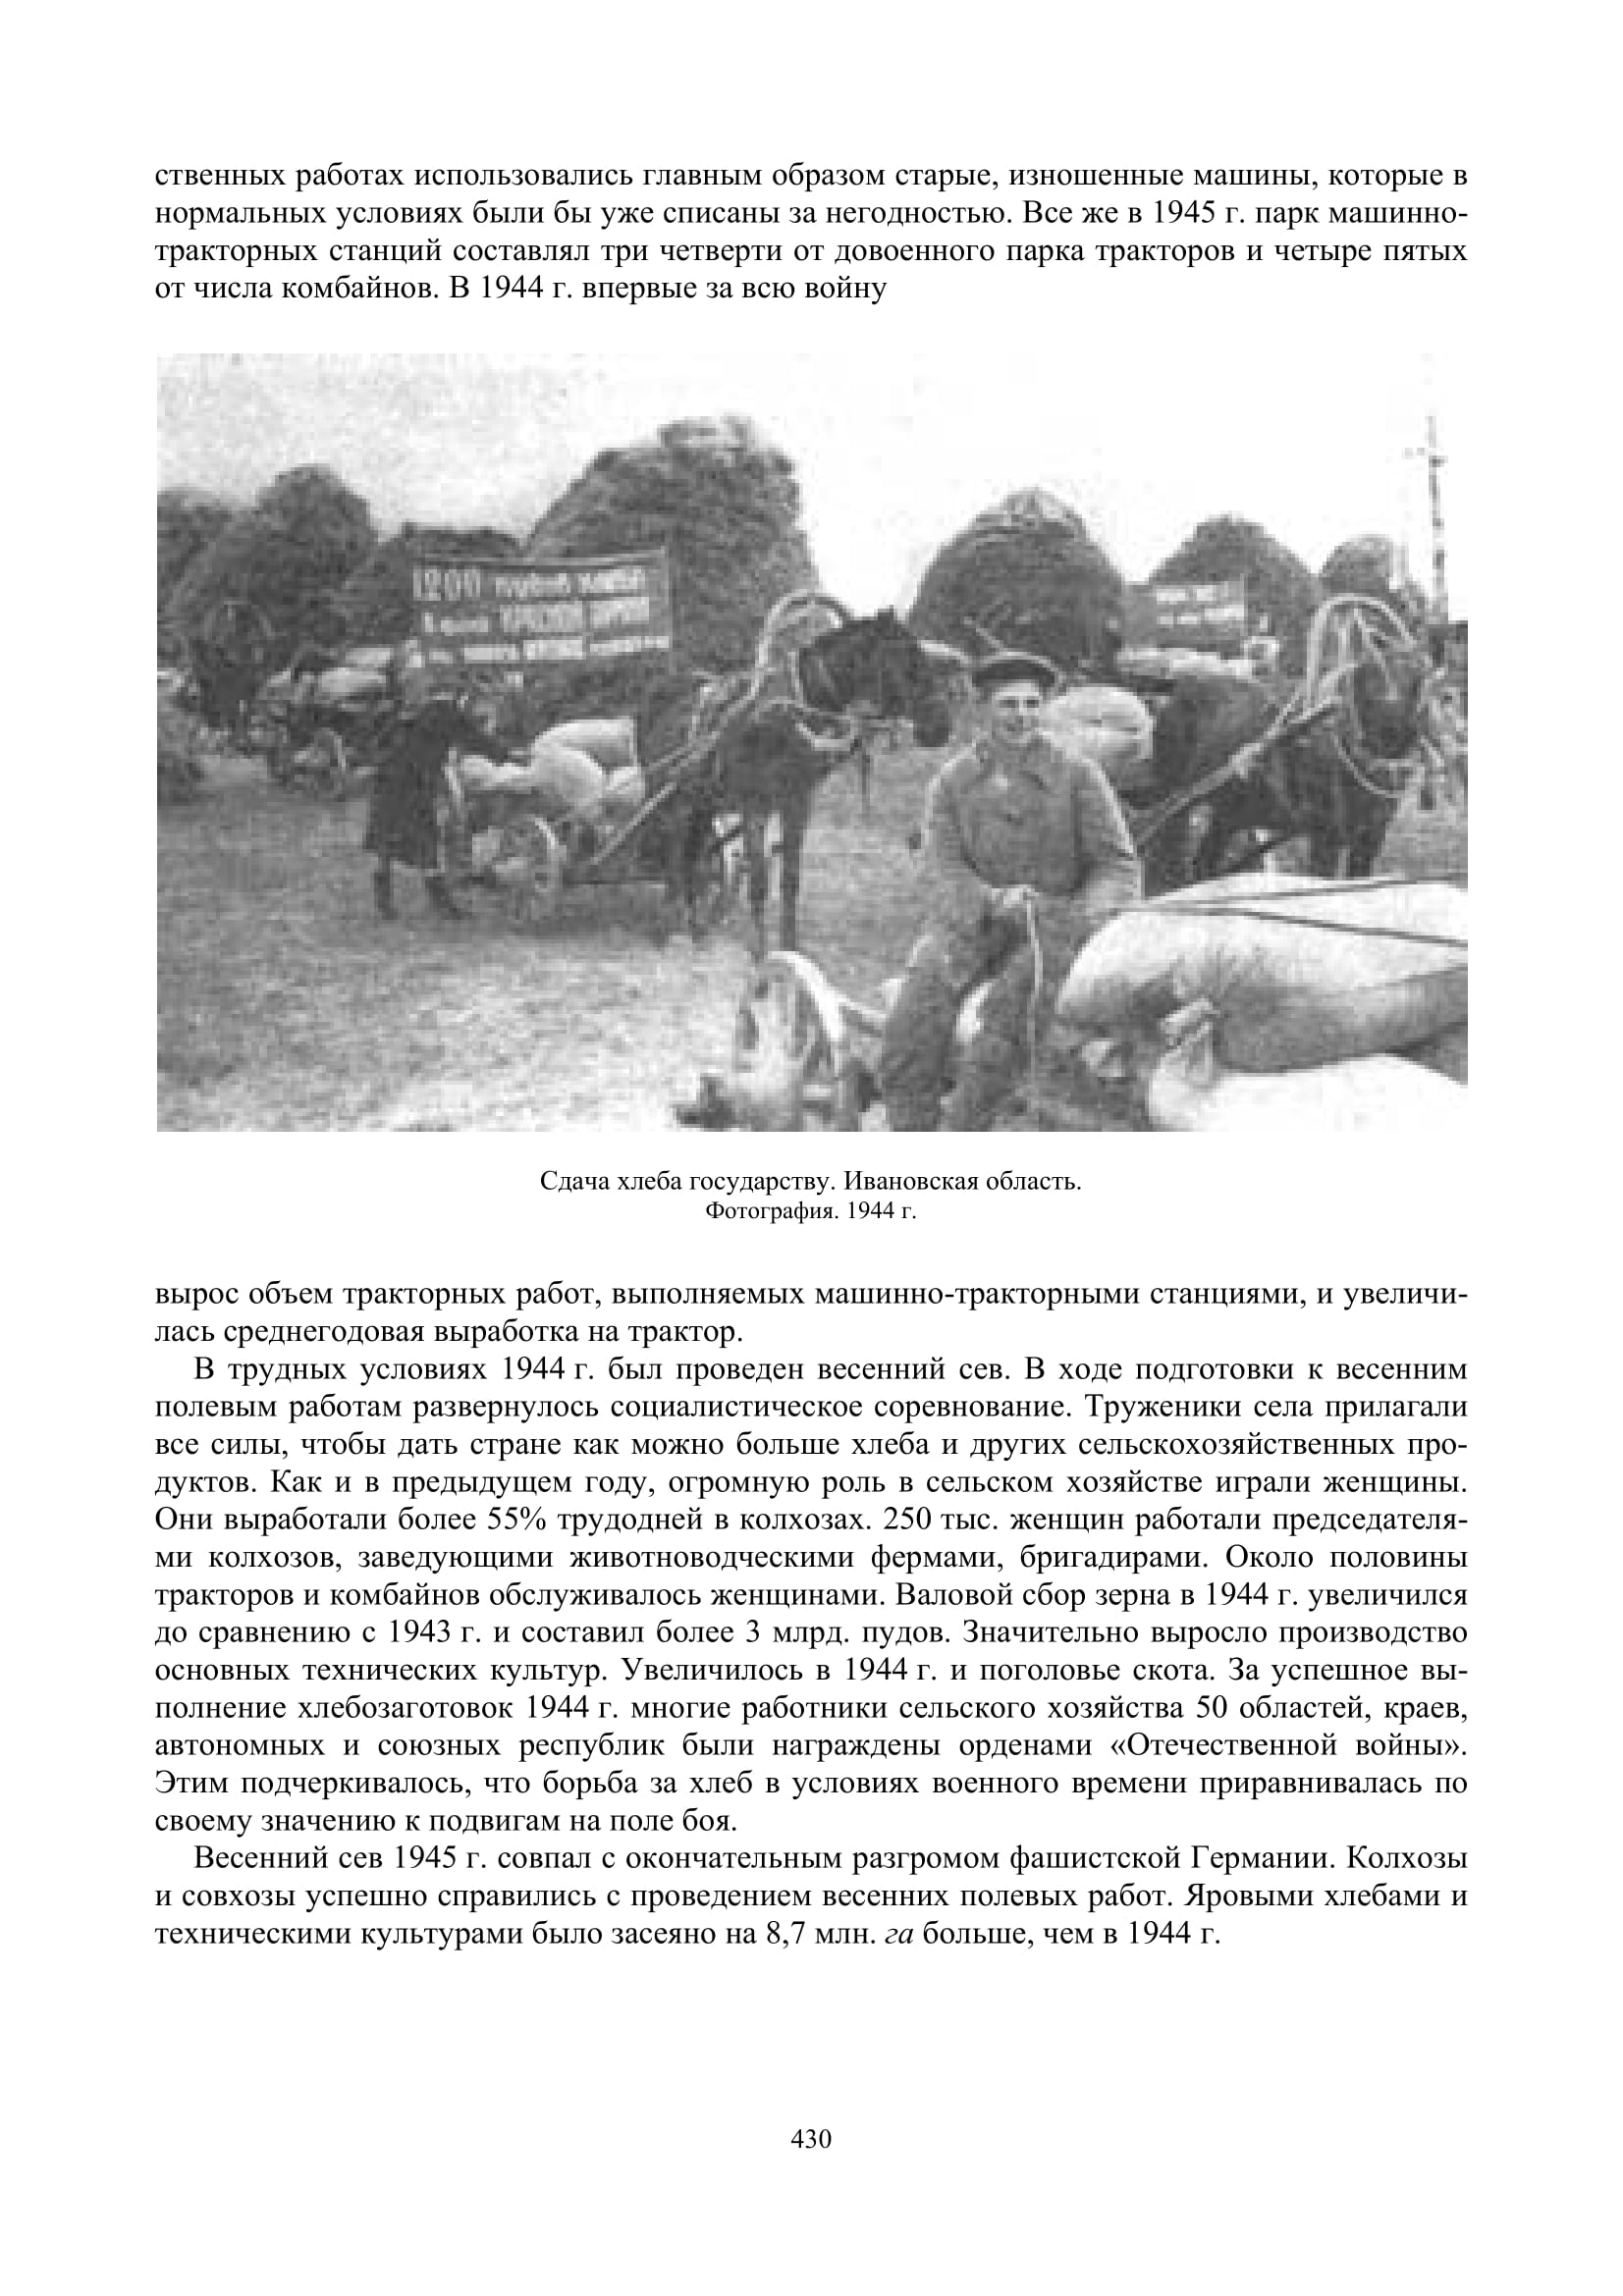 ственных работах использовались главным образом старые, изношенные машины, которые в
нормальных условиях были бы уже списаны за негодностью. Все же в 1945 г. парк машинно-
тракторных станций составлял три четверти от довоенного парка тракторов и четыре пятых
от числа комбайнов. В 1944 г. впервые за всю войну
1200
Сдача хлеба государству. Ивановская область.
Фотография. 1944 г.
вырос объем тракторных работ, выполняемых машинно-тракторными станциями, и увеличи-
лась среднегодовая выработка на трактор.
В трудных условиях 1944 г. был проведен весенний сев. В ходе подготовки к весенним
полевым работам развернулось социалистическое соревнование. Труженики села прилагали
все силы, чтобы дать стране как можно больше хлеба и других сельскохозяйственных про-
дуктов. Как и в предыдущем году, огромную роль в сельском хозяйстве играли женщины.
Они выработали более 55% трудодней в колхозах. 250 тыс. женщин работали председателя-
ми колхозов, заведующими животноводческими фермами, бригадирами. Около половины
тракторов и комбайнов обслуживалось женщинами. Валовой сбор зерна в 1944 г. увеличился
до сравнению с 1943 г. и составил более 3 млрд. пудов. Значительно выросло производство
основных технических культур. Увеличилось в 1944 г. и поголовье скота. За успешное вы-
полнение хлебозаготовок 1944 г. многие работники сельского хозяйства 50 областей, краев,
автономных и союзных республик были награждены орденами «Отечественной войны».
Этим подчеркивалось, что борьба за хлеб в условиях военного времени приравнивалась по
своему значению к подвигам на поле боя.
Весенний сев 1945 г. совпал с окончательным разгромом фашистской Германии. Колхозы
и совхозы успешно справились с проведением весенних полевых работ. Яровыми хлебами и
техническими культурами было засеяно на 8,7 млн. га больше, чем в 1944 г.
430